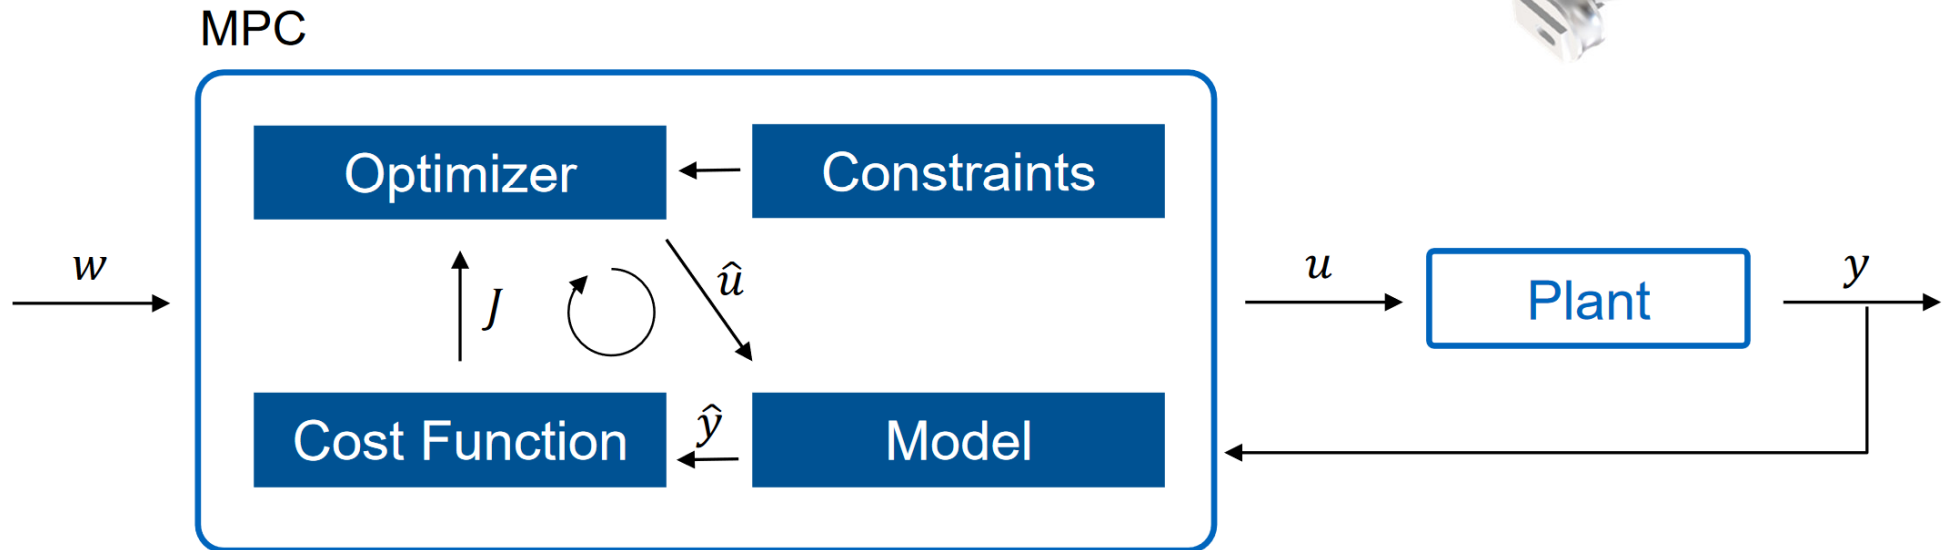 MPC
Optimizer
Constraints
w
û
J
u
Plant
y
ŷ
Cost Function
Model